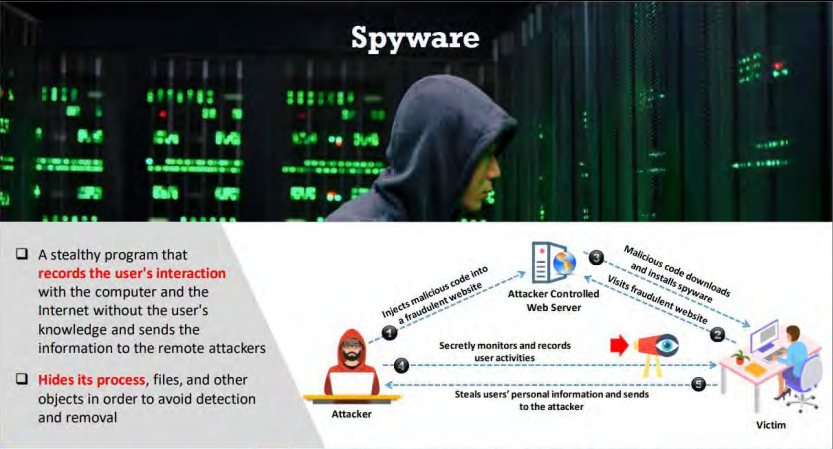 Spyware
❑ A stealthy program that
records the user's interaction
with the computer and the
Internet without the user's
knowledge and sends the
information to the remote attackers
❑ Hides its process, files, and other
objects in order to avoid detection
and removal
Injects malicious code into
a fraudulent website
1
Attacker Controlled
Web Server
3
Malicious code downloads
and installs spyware
Visits fraudulent website
2
4
Secretly monitors and records
user activities
5
Steals users' personal information and sends
to the attacker
Attacker
Victim